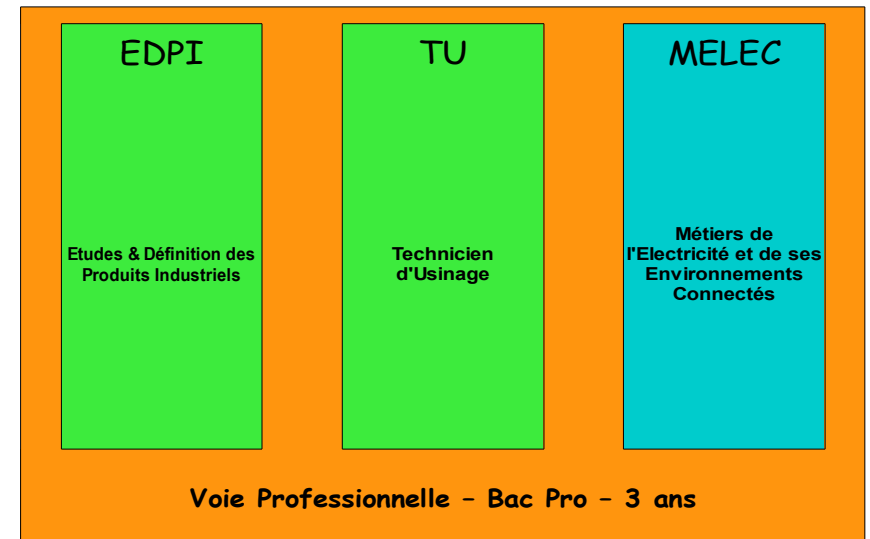 EDPI
Etudes & Définition des
Produits Industriels
TU
Technicien
d'Usinage
MELEC
Métiers de
l'Electricité et de ses
Environnements
Connectés
Voie Professionnelle – Bac Pro – 3 ans